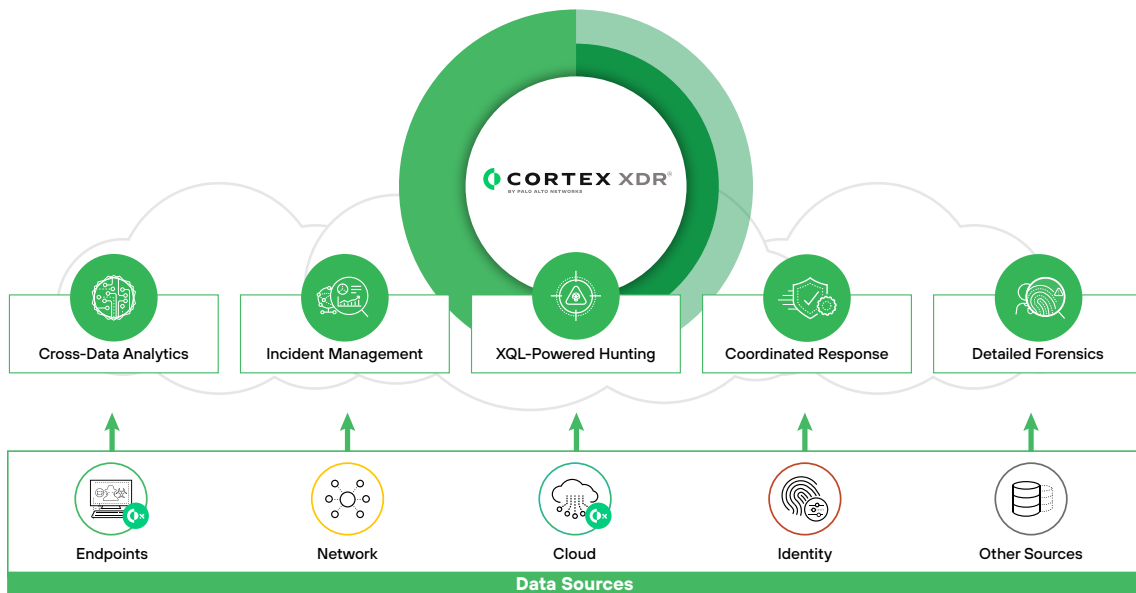 CORTEX XDR®
BY PALO ALTO NETWORKS
Cross-Data Analytics
Incident Management
XQL-Powered Hunting
Coordinated Response
Detailed Forensics
Endpoints
Network
Cloud
Identity
Other Sources
Data Sources